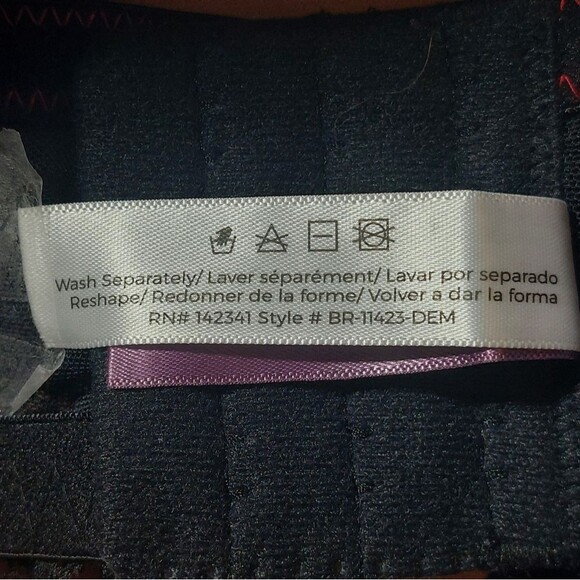 Wash Separately/ Laver séparément/ Lavar por separado
Reshape/ Redonner de la forme/ Volver a dar la forma
RN# 142341 Style # BR-11423-DEM